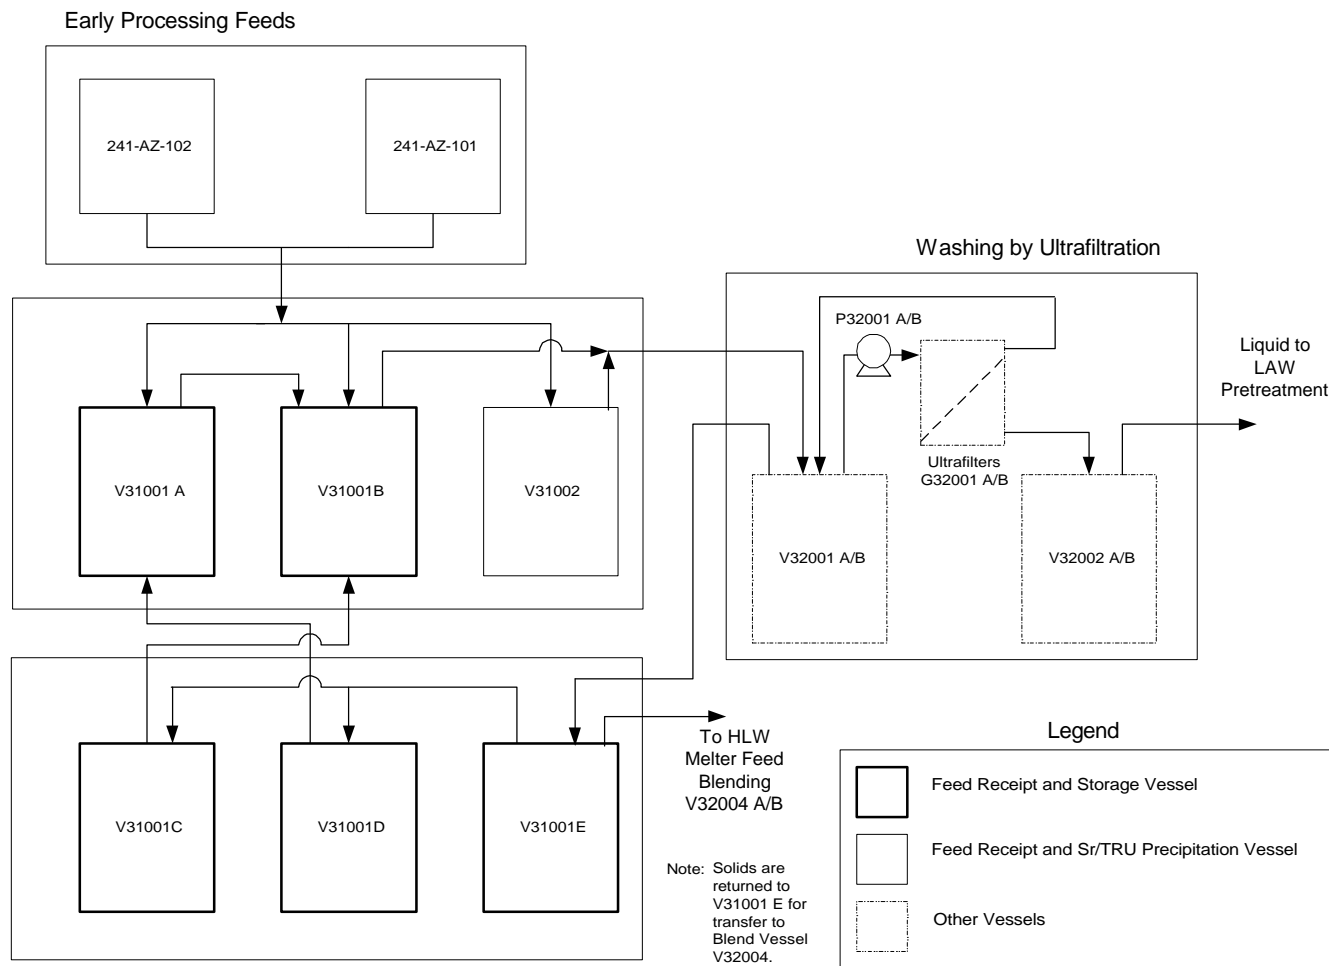 Early Processing Feeds
241-AZ-102
241-AZ-101
Washing by Ultrafiltration
P32001 A/B
Liquid to
LAW
Pretreatment
Ultrafilters
G32001 A/B
V31001 A
V31001B
V31002
V32001 A/B
V32002 A/B
To HLW
Melter Feed
Blending
V32004 A/B
V31001C
V31001D
V31001E
Note: Solids are
returned to
V31001 E for
transfer to
Blend Vessel
V32004.
Legend
Feed Receipt and Storage Vessel
Feed Receipt and Sr/TRU Precipitation Vessel
Other Vessels